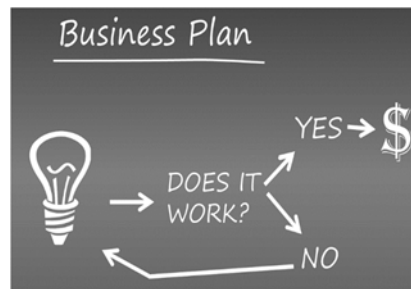 Business Plan
YES
$
DOES IT
WORK?
NO